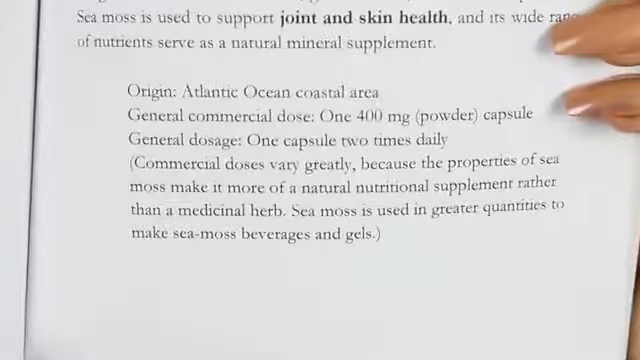 Sea moss is used to support joint and skin health, and its wide
of nutrients serve as a natural mineral supplement.
Origin: Atlantic Ocean coastal area
General commercial dose: One 400 mg (powder) capsule
General dosage: One capsule two times daily
(Commercial doses vary greatly, because the properties of sea
moss make it more of a natural nutritional supplement rather
than a medicinal herb. Sea moss is used in greater quantities to
make sea-moss beverages and gels.)